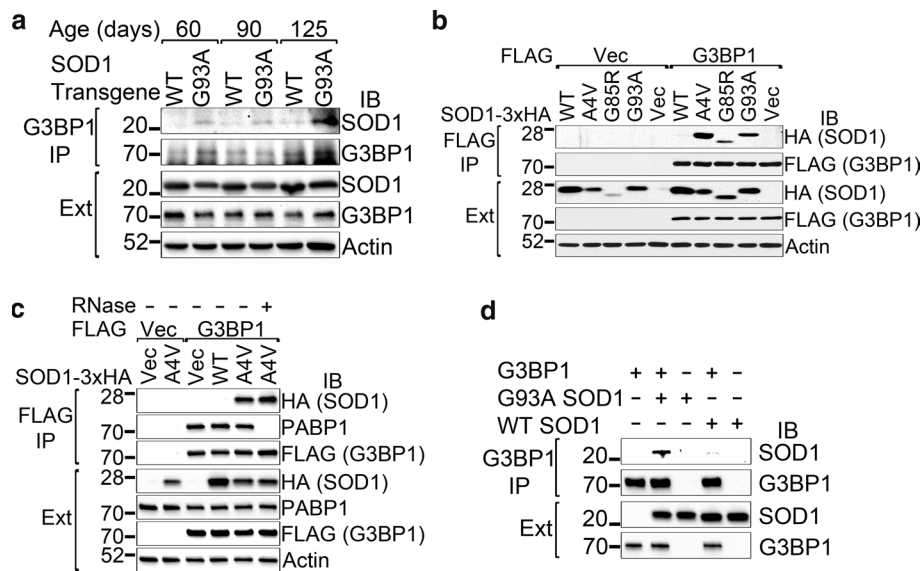 a
Age (days) 60 90 125
SOD1
Transgene WT G93A WT G93A WT G93A IB
G3BP1 IP 20 SOD1
70 G3BP1
Ext 20 SOD1
70 G3BP1
52 Actin
b
FLAG Vec G3BP1
SOD1-3xHA WT A4V G85R G93A Vec WT A4V G85R G93A Vec IB
FLAG IP 28 HA (SOD1)
70 FLAG (G3BP1)
Ext 28 HA (SOD1)
70 FLAG (G3BP1)
52 Actin
c
RNase – – – – – +
FLAG Vec G3BP1
SOD1-3xHA Vec A4V Vec WT A4V A4V IB
FLAG IP 28 HA (SOD1)
70 PABP1
70 FLAG (G3BP1)
Ext 28 HA (SOD1)
70 PABP1
70 FLAG (G3BP1)
52 Actin
d
G3BP1 + + – + –
G93A SOD1 – + + – –
WT SOD1 – – – + + IB
G3BP1 IP 20 SOD1
70 G3BP1
Ext 20 SOD1
70 G3BP1